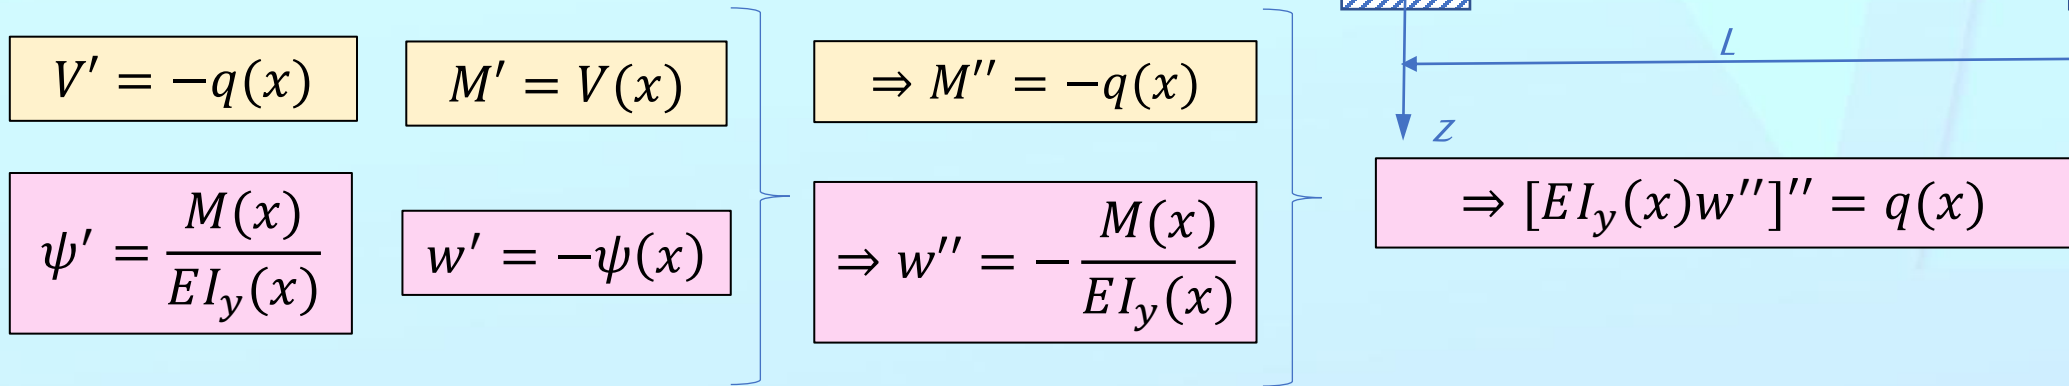 V′ = −q(x)
M′ = V(x)
⇒ M′′ = −q(x)
L
z
ψ′ = M(x) / EI_y(x)
w′ = −ψ(x)
⇒ w′′ = − M(x) / EI_y(x)
⇒ [EI_y(x)w′′]′′ = q(x)